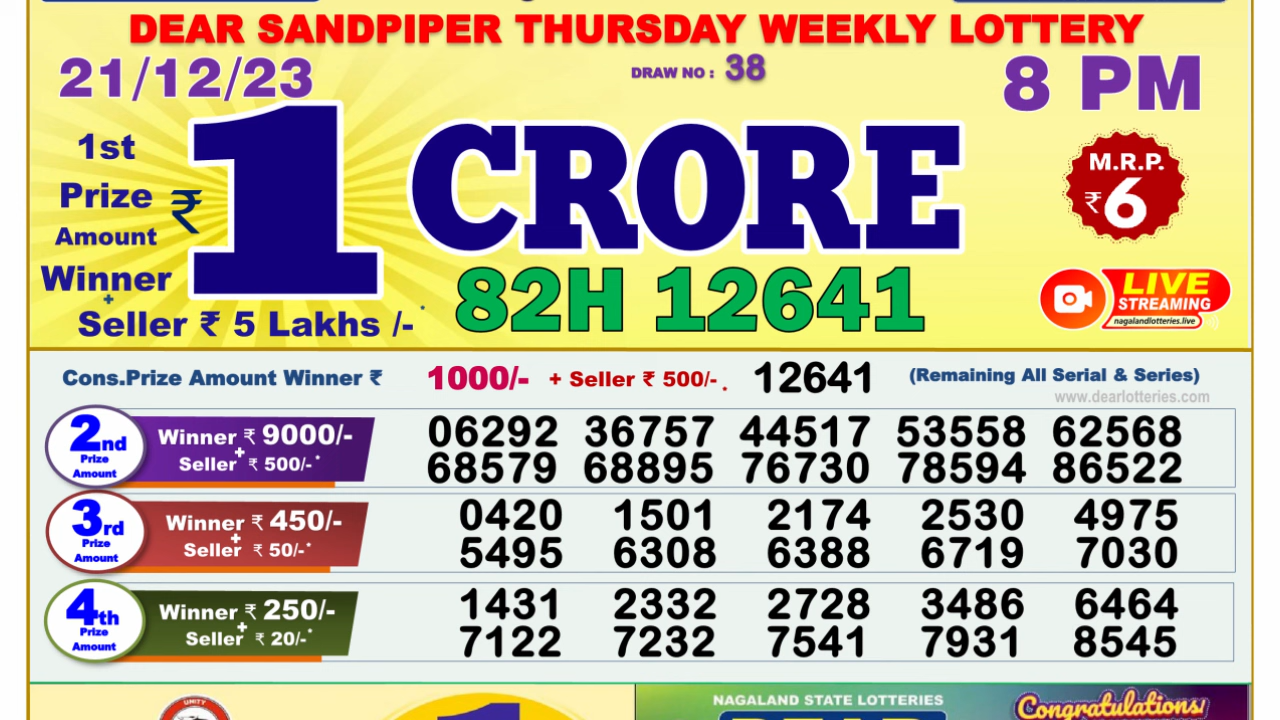 DEAR SANDPIPER THURSDAY WEEKLY LOTTERY
21/12/23
DRAW NO : 38
8 PM
1st
Prize
Amount
₹ 1 CRORE
M.R.P.
₹6
Winner
+
Seller ₹ 5 Lakhs /-*
82H 12641
LIVE
STREAMING
nagalandlotteries.live
Cons.Prize Amount Winner ₹ 1000/- + Seller ₹ 500/-. 12641 (Remaining All Serial & Series)
www.dearlotteries.com
2nd
Prize
Amount
Winner ₹ 9000/-
+
Seller ₹ 500/-*
06292 36757 44517 53558 62568
68579 68895 76730 78594 86522
3rd
Prize
Amount
Winner ₹ 450/-
+
Seller ₹ 50/-*
0420 1501 2174 2530 4975
5495 6308 6388 6719 7030
4th
Prize
Amount
Winner ₹ 250/-
+
Seller ₹ 20/-*
1431 2332 2728 3486 6464
7122 7232 7541 7931 8545
UNITY
1
NAGALAND STATE LOTTERIES
DEAR
Congratulations!